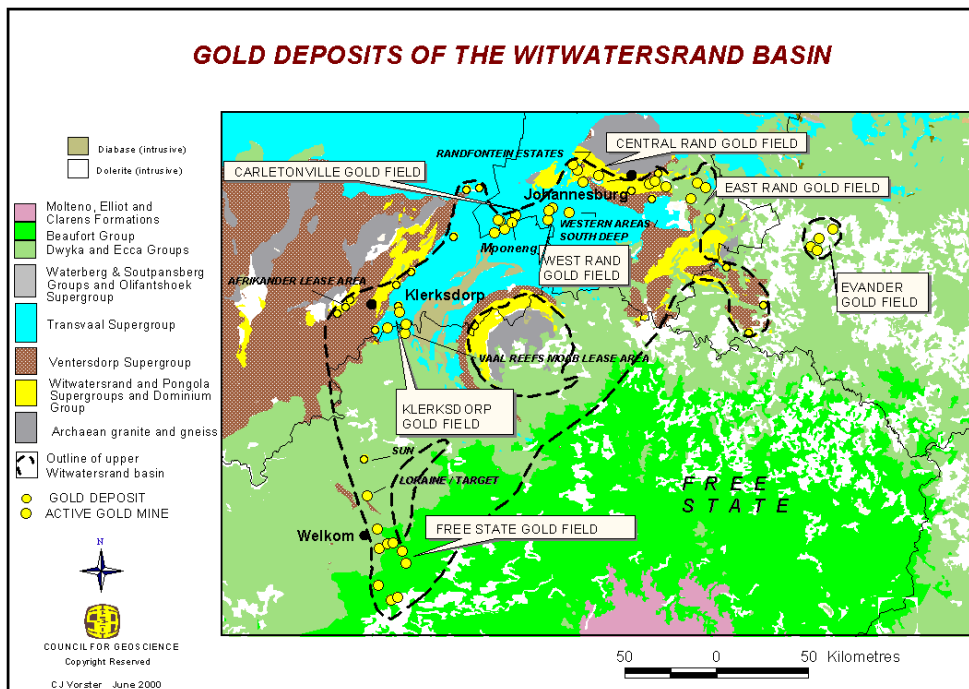 GOLD DEPOSITS OF THE WITWATERSRAND BASIN
Diabase (intrusive)
Dolerite (intrusive)
Molteno, Elliot and
Clarens Formations
Beaufort Group
Dwyka and Ecca Groups
Waterberg & Soutpansberg
Groups and Olifantshoek
Supergroup
Transvaal Supergroup
Ventersdorp Supergroup
Witwatersrand and Pongola
Supergroups and Dominium
Group
Archaean granite and gneiss
Outline of upper
Witwatersrand basin
GOLD DEPOSIT
ACTIVE GOLD MINE
N
COUNCIL FOR GEOSCIENCE
Copyright Reserved
CJ Vorster June 2000
CENTRAL RAND GOLD FIELD
RANDFONTEIN ESTATES
CARLETONVILLE GOLD FIELD
EAST RAND GOLD FIELD
Johannesburg
WESTERN AREAS /
SOUTH DEEP
Mponeng
WEST RAND
GOLD FIELD
EVANDER
GOLD FIELD
AFRIKANDER LEASE AREA
Klerksdorp
VAAL REEFS MOAB LEASE AREA
KLERKSDORP
GOLD FIELD
SUN
LORAINE / TARGET
FREE
STATE
Welkom
FREE STATE GOLD FIELD
50 0 50 Kilometres